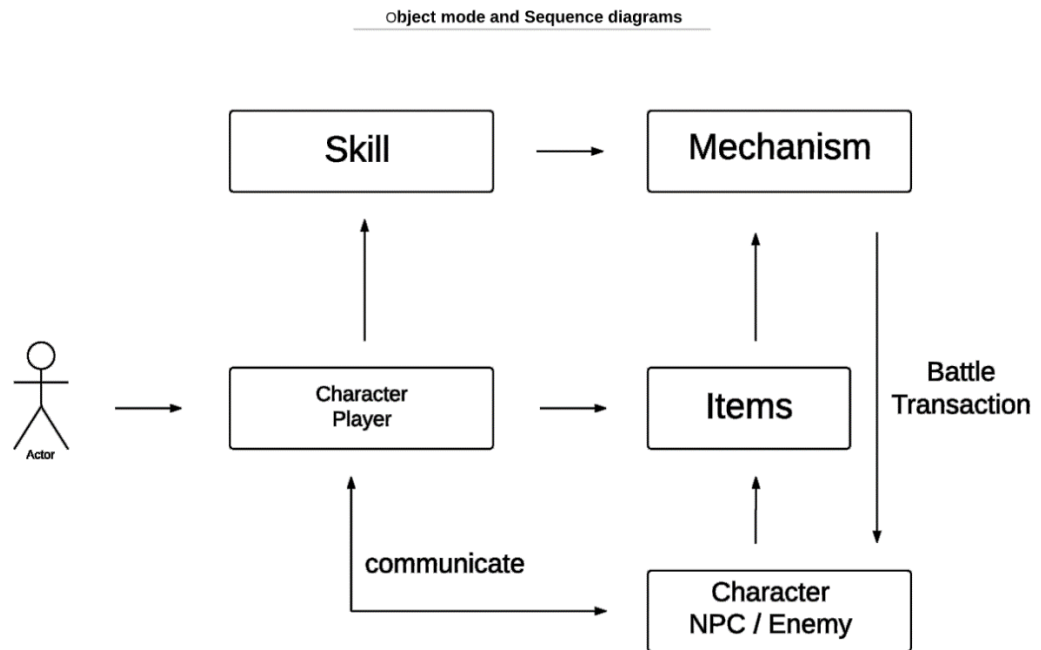 Object mode and Sequence diagrams
Skill
Mechanism
Character
Player
Items
Battle
Transaction
Actor
communicate
Character
NPC / Enemy